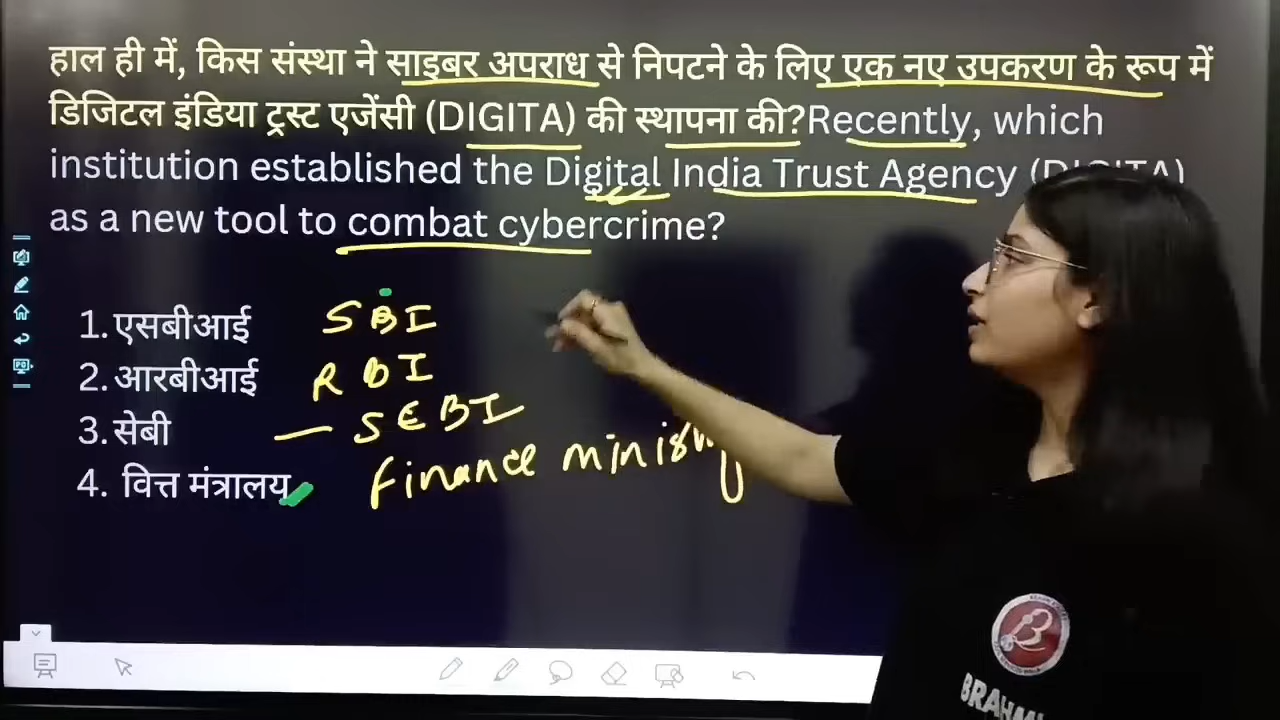 हाल ही में, किस संस्था ने साइबर अपराध से निपटने के लिए एक नए उपकरण के रूप में
डिजिटल इंडिया ट्रस्ट एजेंसी (DIGITA) की स्थापना की?Recently, which
institution established the Digital India Trust Agency (DIGITA)
as a new tool to combat cybercrime?
1. एसबीआई SBI
2. आरबीआई RBI
3. सेबी — SEBI
4. वित्त मंत्रालय Finance